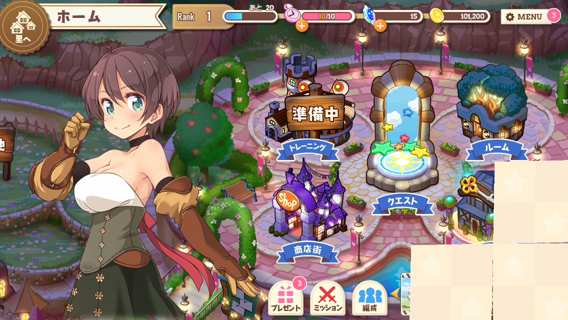 ホーム
里へ
Rank 1
あと 20
10/10
15
101,200
MENU
3
準備中
トレーニング
ルーム
クエスト
Shop
商店街
3
プレゼント
ミッション
編成